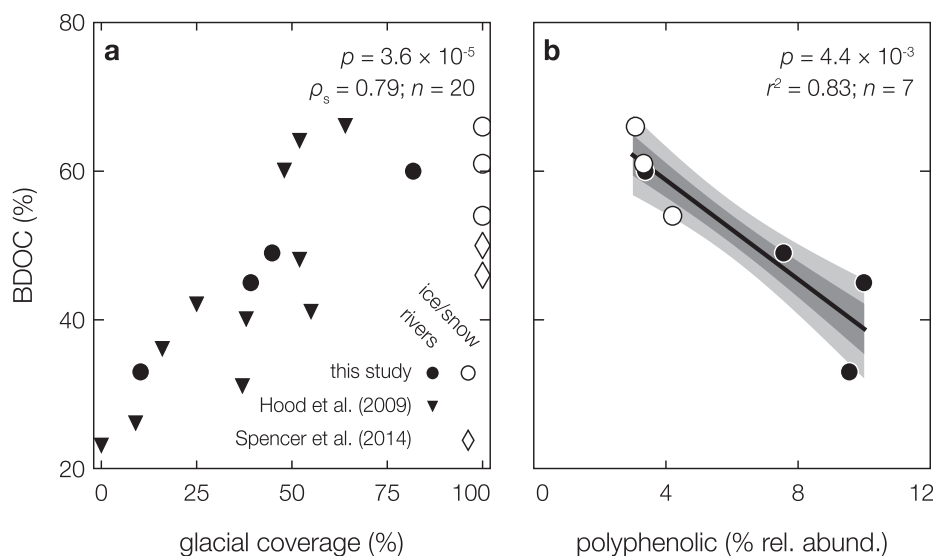 a
p = 3.6 × 10⁻⁵
ρₛ = 0.79; n = 20
80
60
40
20
BDOC (%)
ice/snow
rivers
this study
Hood et al. (2009)
Spencer et al. (2014)
0
25
50
75
100
glacial coverage (%)
b
p = 4.4 × 10⁻³
r² = 0.83; n = 7
0
4
8
12
polyphenolic (% rel. abund.)